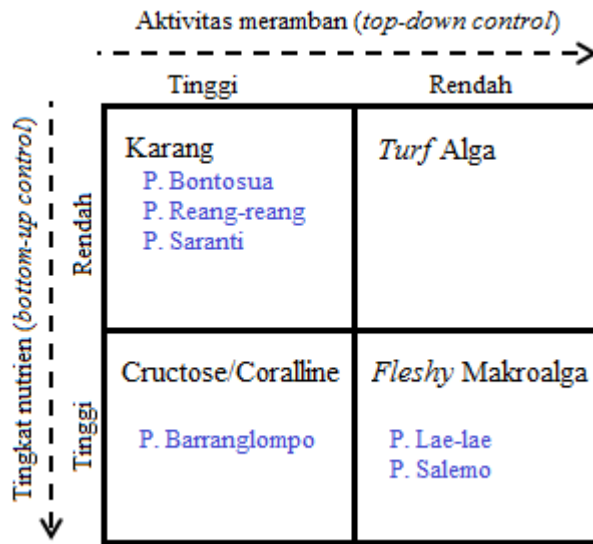 Aktivitas meramban (top-down control)
Tinggi
Rendah
Tingkat nutrien (bottom-up control)
Rendah
Karang
P. Bontosua
P. Reang-reang
P. Saranti
Turf Alga
Tinggi
Cructose/Coralline
P. Barranglompo
Fleshy Makroalga
P. Lae-lae
P. Salemo